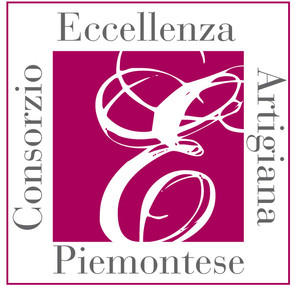 Consorzio
Eccellenza
Artigiana
Piemontese
E